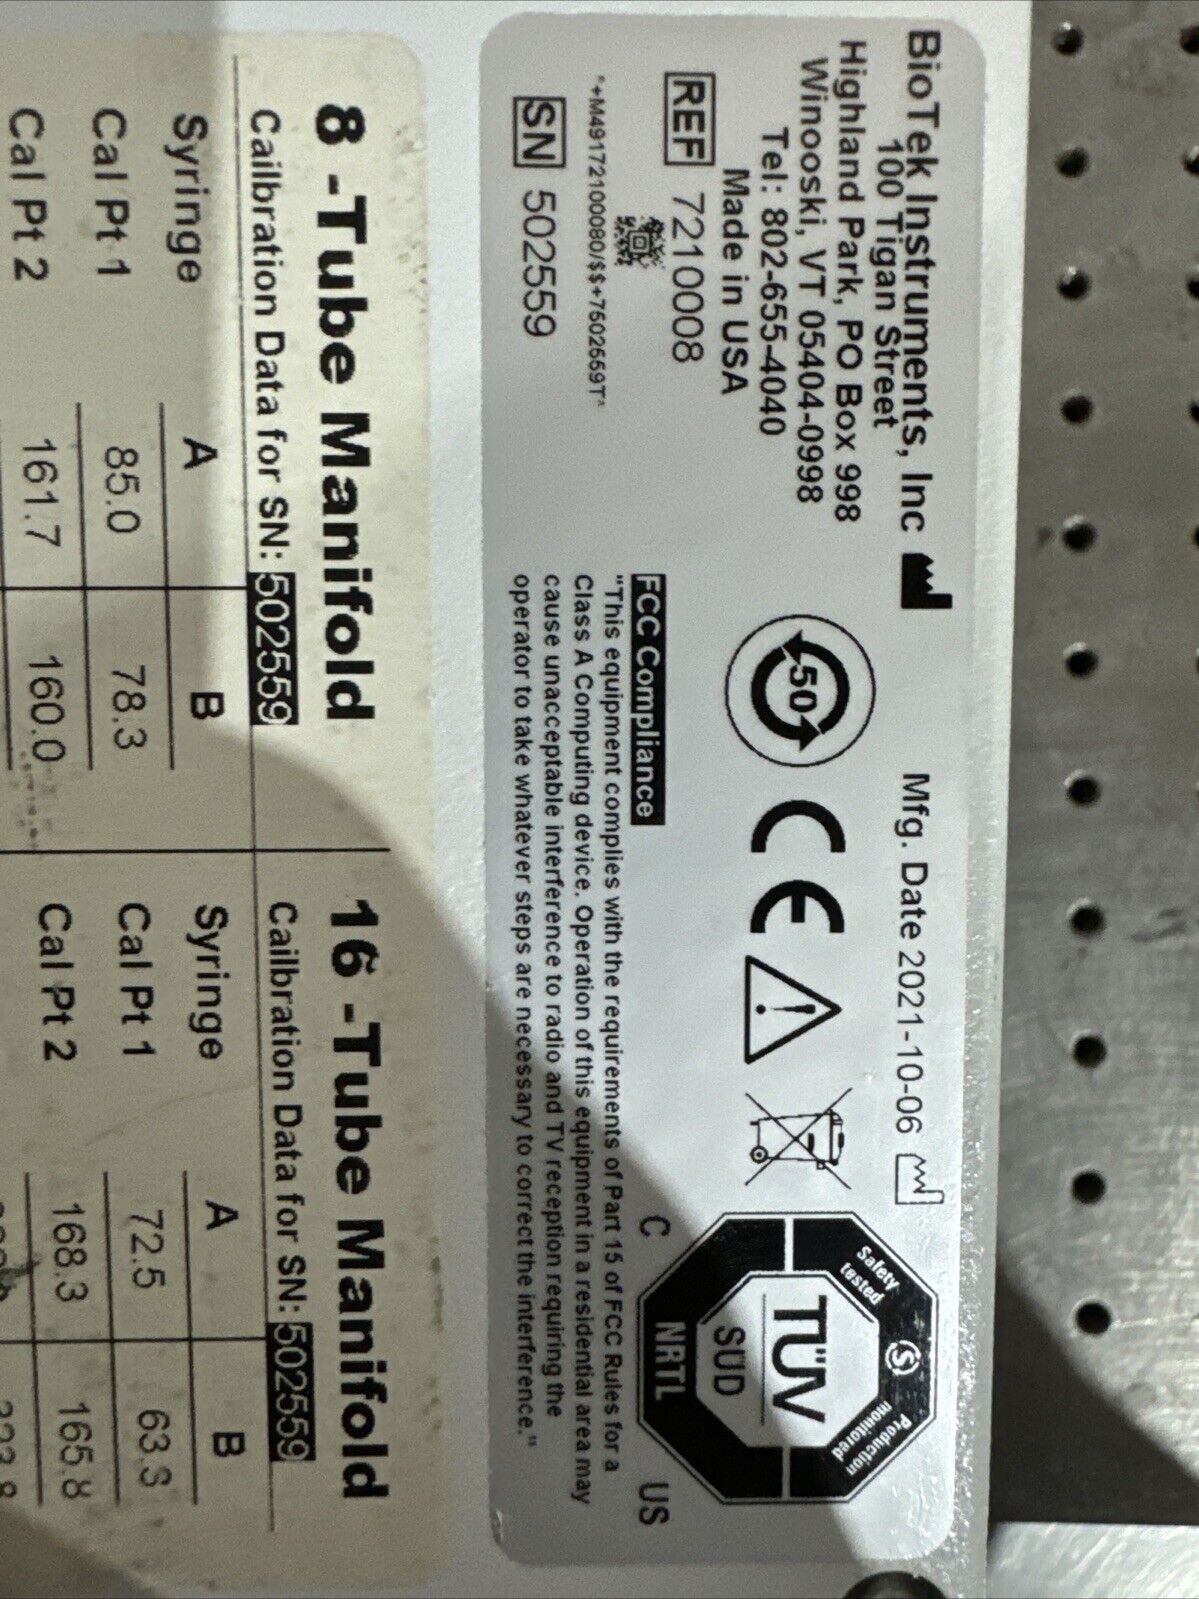 BioTek Instruments, Inc
100 Tigan Street
Highland Park, PO Box 998
Winooski, VT 05404-0998
Tel: 802-655-4040
Made in USA
REF 7210008
*+M49172100080/$$+7502559T*
SN 502559
Mfg. Date 2021-10-06
50
CE
Safety tested
Production monitored
S
TÜV
SÜD
NRTL
C US
FCC Compliance
"This equipment complies with the requirements of Part 15 of FCC Rules for a
Class A Computing device. Operation of this equipment in a residential area may
cause unacceptable interference to radio and TV reception requiring the
operator to take whatever steps are necessary to correct the interference."
8 -Tube Manifold
Cailbration Data for SN: 502559
Syringe A B
Cal Pt 1 85.0 78.3
Cal Pt 2 161.7 160.0
16 -Tube Manifold
Cailbration Data for SN: 502559
Syringe A B
Cal Pt 1 72.5 63.3
Cal Pt 2 168.3 165.8